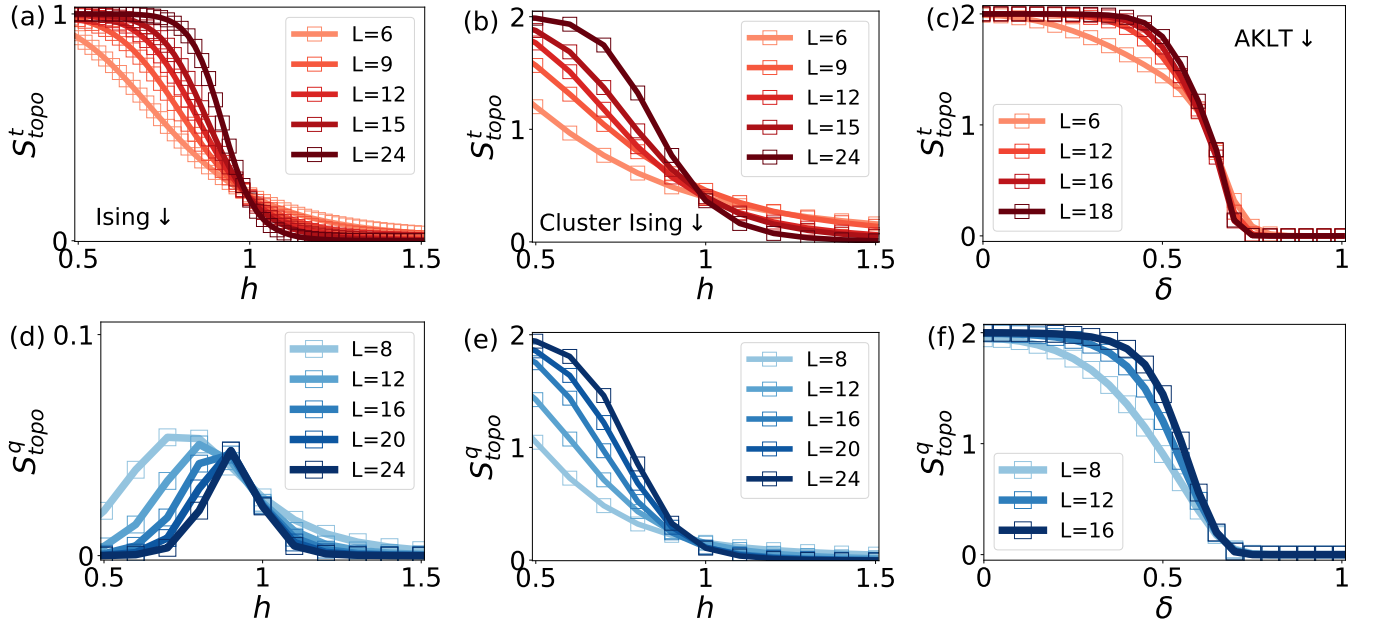 (a)
1
0
S^t_topo
L=6
L=9
L=12
L=15
L=24
Ising ↓
0.5
1
1.5
h
(b)
2
1
0
S^t_topo
L=6
L=9
L=12
L=15
L=24
Cluster Ising ↓
0.5
1.0
1.5
h
(c)
2
1
0
S^t_topo
AKLT ↓
L=6
L=12
L=16
L=18
0
0.5
1
δ
(d)
0.1
0
S^q_topo
L=8
L=12
L=16
L=20
L=24
0.5
1
1.5
h
(e)
2
1
0
S^q_topo
L=8
L=12
L=16
L=20
L=24
0.5
1.0
1.5
h
(f)
2
1
0
S^q_topo
L=8
L=12
L=16
0
0.5
1
δ